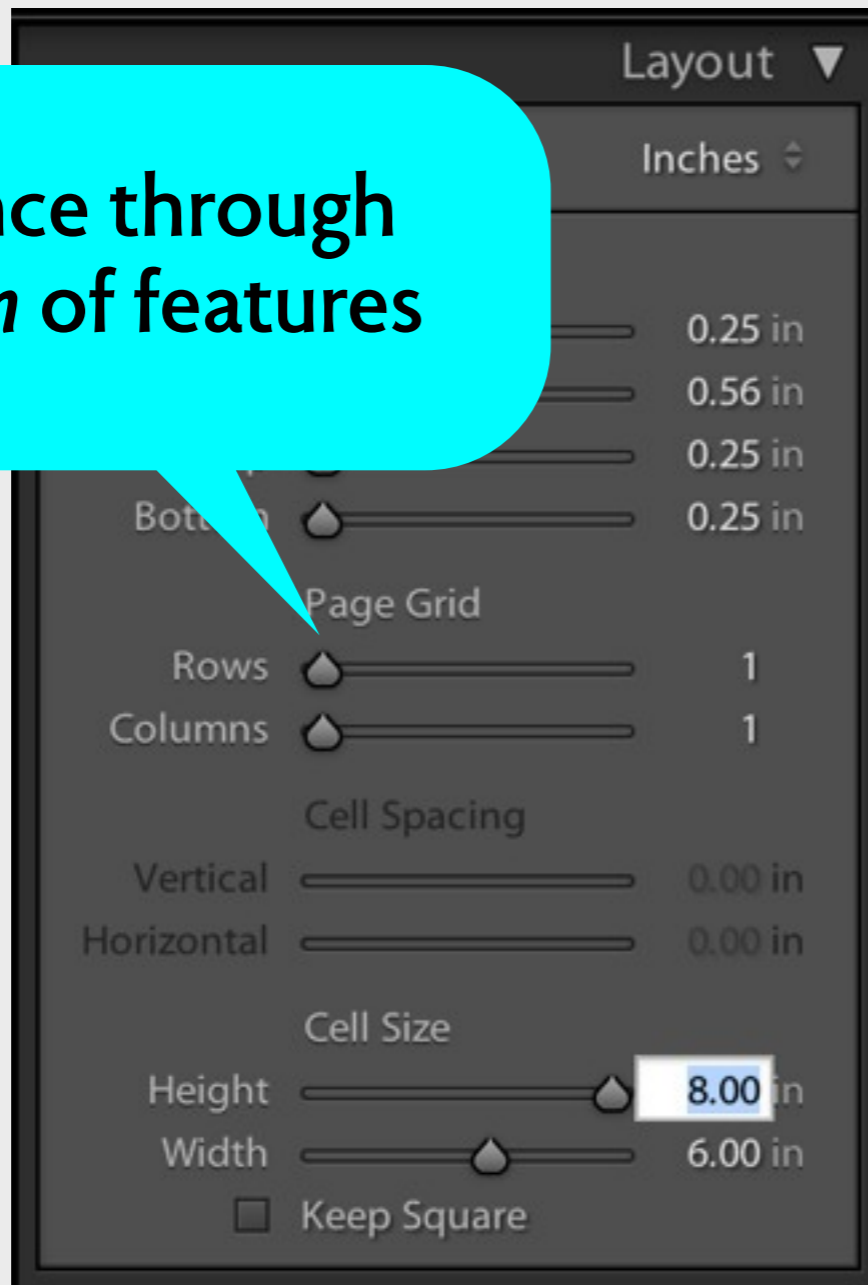 Layout ▼
Inches
through
of features
0.25 in
0.56 in
0.25 in
0.25 in
Page Grid
Rows 1
Columns 1
Cell Spacing
Vertical 0.00 in
Horizontal 0.00 in
Cell Size
Height 8.00 in
Width 6.00 in
Keep Square